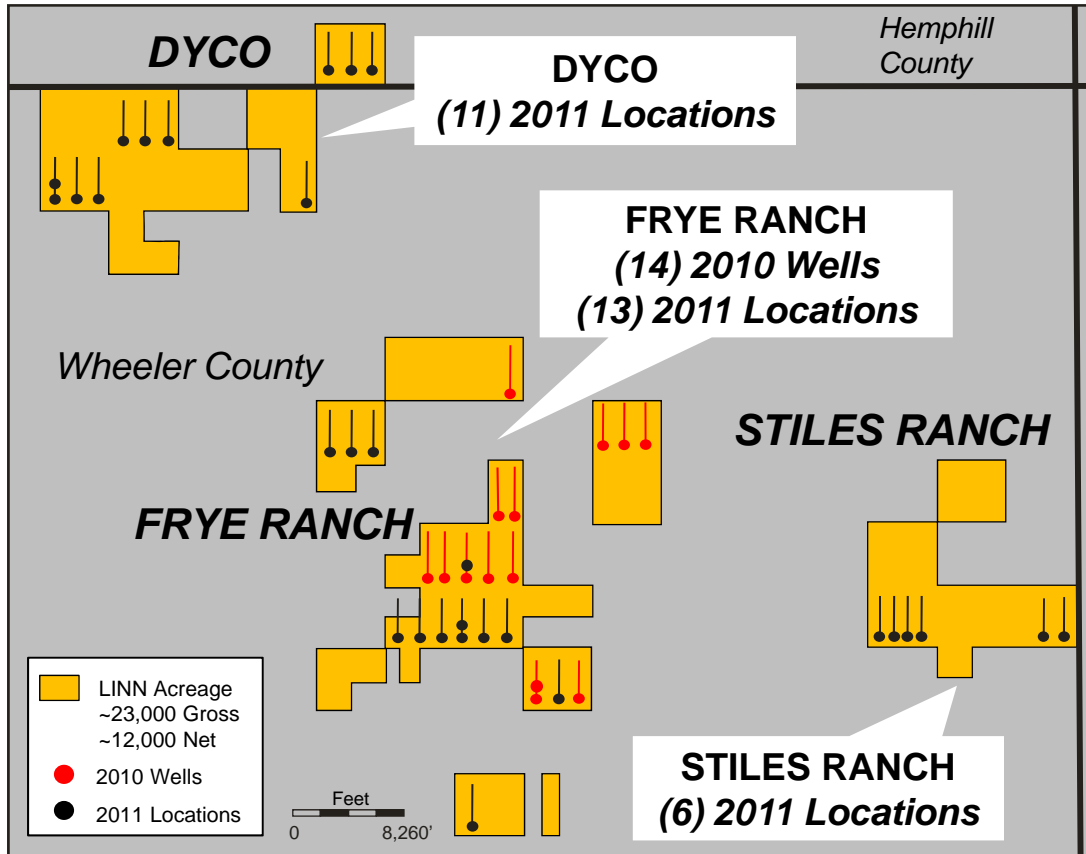 DYCO
Hemphill
County
DYCO
(11) 2011 Locations
FRYE RANCH
(14) 2010 Wells
(13) 2011 Locations
Wheeler County
STILES RANCH
FRYE RANCH
LINN Acreage
~23,000 Gross
~12,000 Net
2010 Wells
2011 Locations
Feet
0 8,260’
STILES RANCH
(6) 2011 Locations